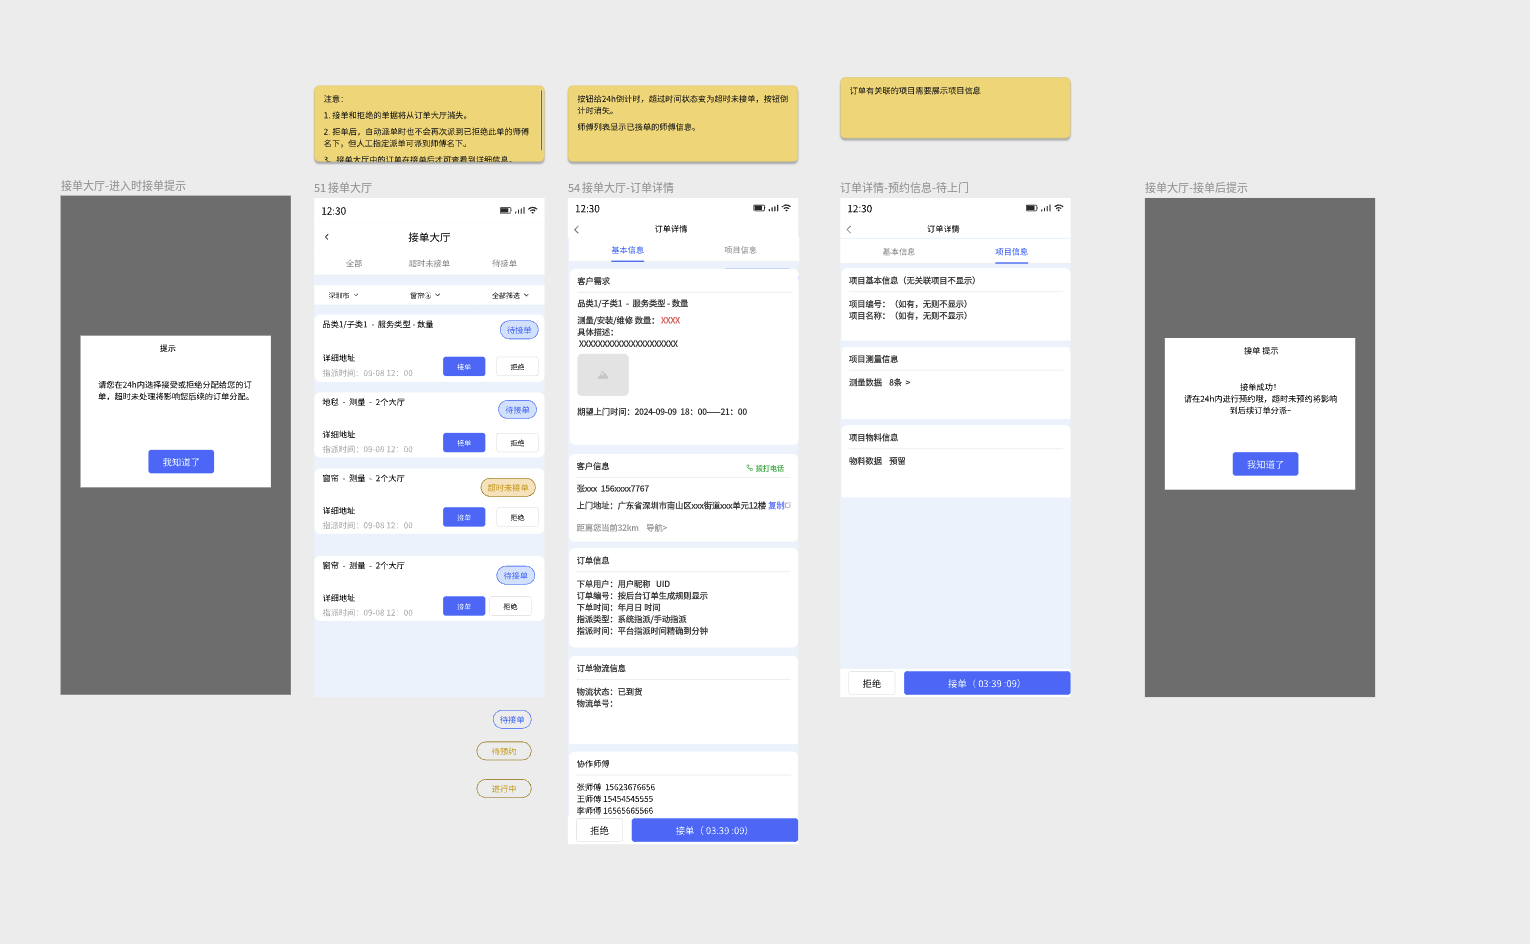 注意：
1. 接单和拒绝的单据将从订单大厅消失。
2. 拒单后，自动派单时也不会再次派到已拒绝此单的师傅
名下，但人工指定派单可派到师傅名下。
3、接单大厅中的订单在接单后才可查看到详细信息。
按钮给24h倒计时，超过时间状态变为超时未接单，按钮倒
计时消失。
师傅列表显示已接单的师傅信息。
订单有关联的项目需要展示项目信息
接单大厅-进入时接单提示
提示
请您在24h内选择接受或拒绝分配给您的订
单，超时未处理将影响您后续的订单分配。
我知道了
51 接单大厅
12:30
接单大厅
全部 超时未接单 待接单
深圳市 窗帘 全部筛选
品类1/子类1 - 服务类型 - 数量
待接单
详细地址
指派时间：09-08 12：00
接单 拒绝
地毯 - 测量 - 2个大厅
待接单
详细地址
指派时间：09-08 12：00
接单 拒绝
窗帘 - 测量 - 2个大厅
超时未接单
详细地址
指派时间：09-08 12：00
接单 拒绝
窗帘 - 测量 - 2个大厅
待接单
详细地址
指派时间：09-08 12：00
接单 拒绝
待接单
待预约
进行中
54 接单大厅-订单详情
12:30
订单详情
基本信息 项目信息
客户需求
品类1/子类1 - 服务类型 - 数量
测量/安装/维修 数量： XXXX
具体描述：
XXXXXXXXXXXXXXXXXXXXXX
期望上门时间：2024-09-09 18：00——21：00
客户信息
拨打电话
张xxx 156xxxx7767
上门地址：广东省深圳市南山区xxx街道xxx单元12楼 复制
距离您当前32km 导航>
订单信息
下单用户：用户昵称 UID
订单编号：按后台订单生成规则显示
下单时间：年月日 时间
指派类型：系统指派/手动指派
指派时间：平台指派时间精确到分钟
订单物流信息
物流状态：已到货
物流单号：
协作师傅
张师傅 15623676656
王师傅 15454545555
李师傅 16565665566
拒绝 接单（ 03:39 :09）
订单详情-预约信息-待上门
12:30
订单详情
基本信息 项目信息
项目基本信息（无关联项目不显示）
项目编号：（如有，无则不显示）
项目名称：（如有，无则不显示）
项目测量信息
测量数据 8条 >
项目物料信息
物料数据 预留
拒绝 接单（ 03:39 :09）
接单大厅-接单后提示
接单 提示
接单成功！
请在24h内进行预约哦，超时未预约将影响
到后续订单分派~
我知道了